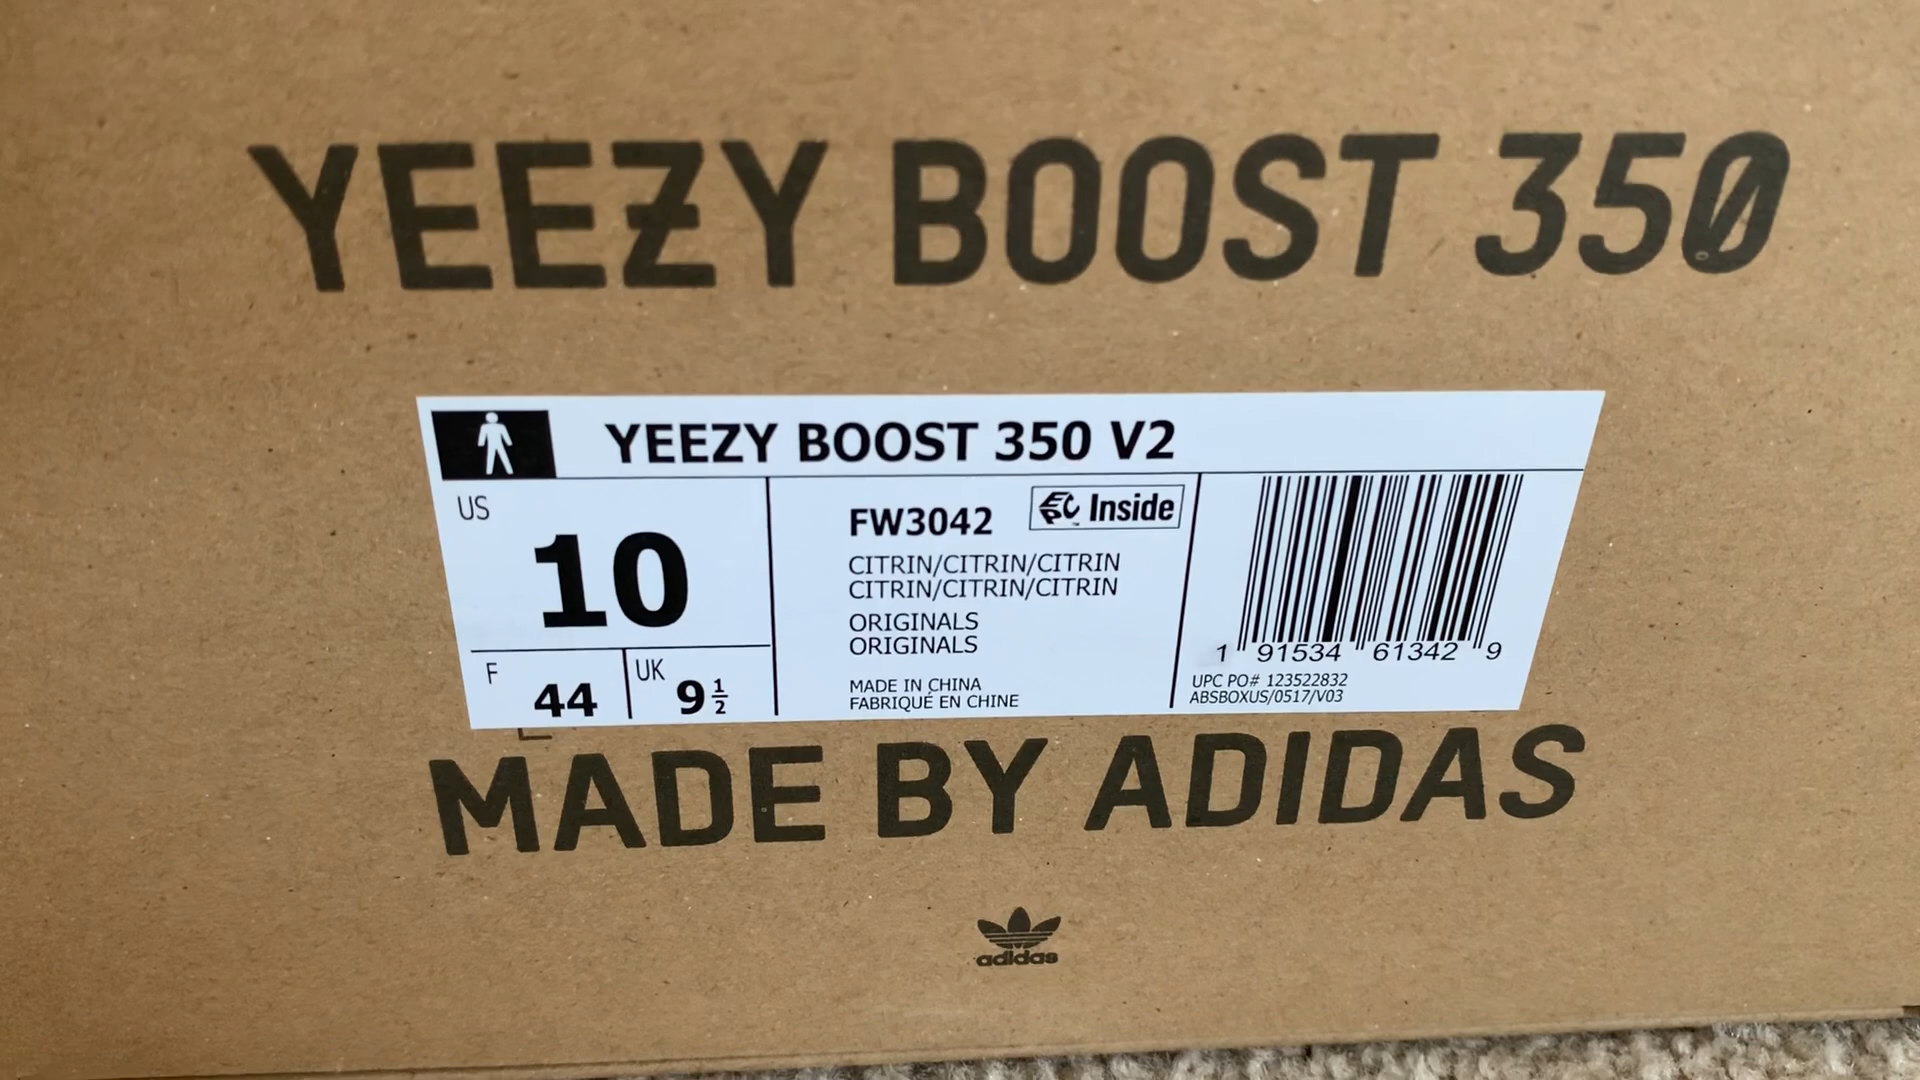 YEEZY BOOST 350
YEEZY BOOST 350 V2
US
10
F
44
UK
9 1/2
FW3042
EPC Inside
™
CITRIN/CITRIN/CITRIN
CITRIN/CITRIN/CITRIN
ORIGINALS
ORIGINALS
MADE IN CHINA
FABRIQUÉ EN CHINE
1 91534 61342 9
UPC PO# 123522832
ABSBOXUS/0517/V03
MADE BY ADIDAS
adidas